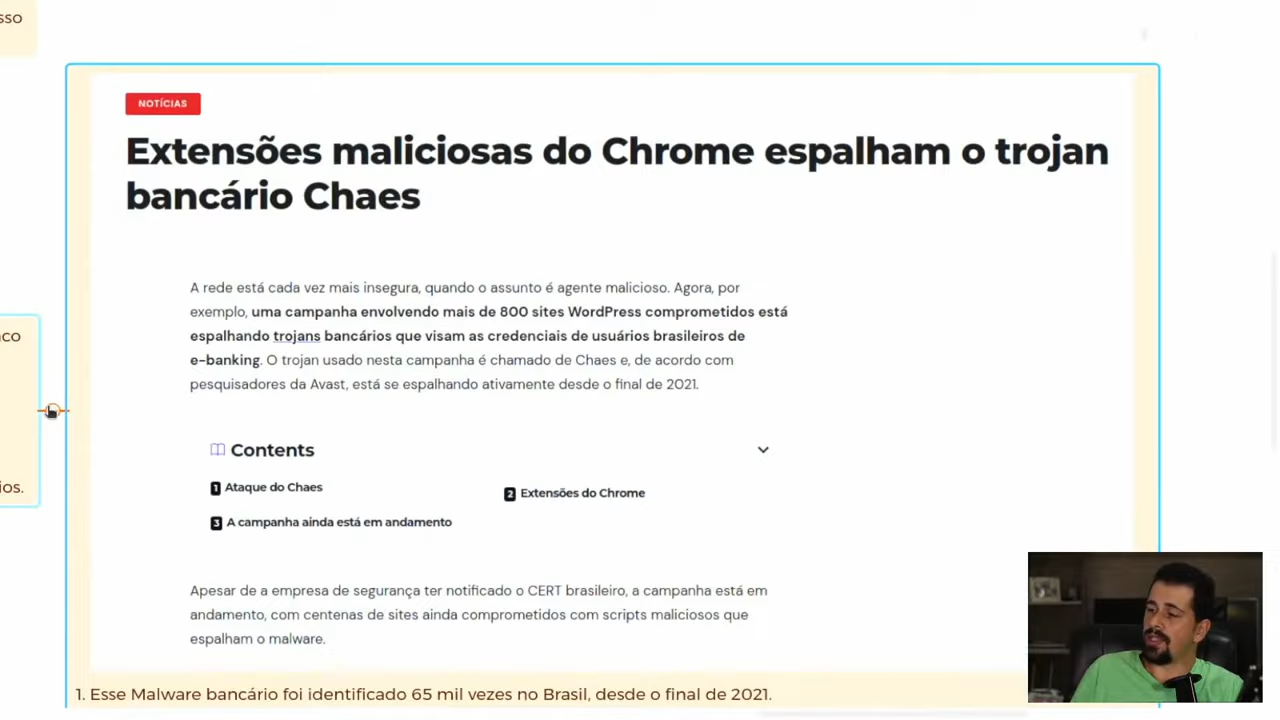 sso
NOTÍCIAS
Extensões maliciosas do Chrome espalham o trojan
bancário Chaes
A rede está cada vez mais insegura, quando o assunto é agente malicioso. Agora, por
exemplo, uma campanha envolvendo mais de 800 sites WordPress comprometidos está
espalhando trojans bancários que visam as credenciais de usuários brasileiros de
e-banking. O trojan usado nesta campanha é chamado de Chaes e, de acordo com
pesquisadores da Avast, está se espalhando ativamente desde o final de 2021.
Contents
1 Ataque do Chaes
2 Extensões do Chrome
3 A campanha ainda está em andamento
Apesar de a empresa de segurança ter notificado o CERT brasileiro, a campanha está em
andamento, com centenas de sites ainda comprometidos com scripts maliciosos que
espalham o malware.
1. Esse Malware bancário foi identificado 65 mil vezes no Brasil, desde o final de 2021.
nco
ios.